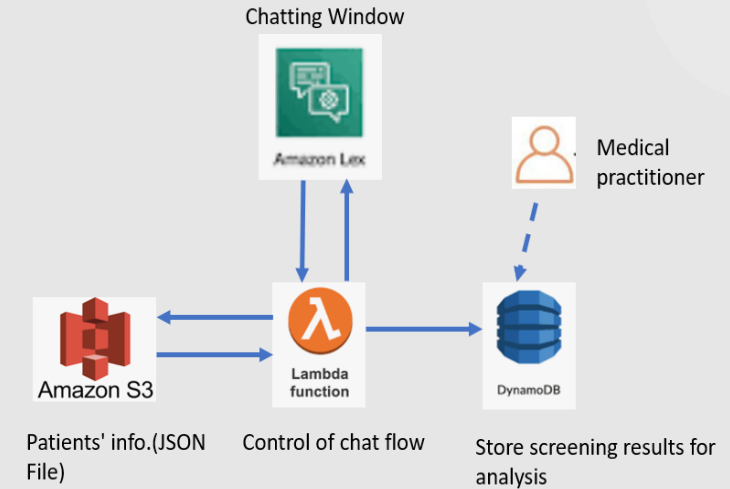 Chatting Window
Amazon Lex
Medical
practitioner
Amazon S3
Lambda
function
DynamoDB
Patients' info.(JSON
File)
Control of chat flow
Store screening results for
analysis